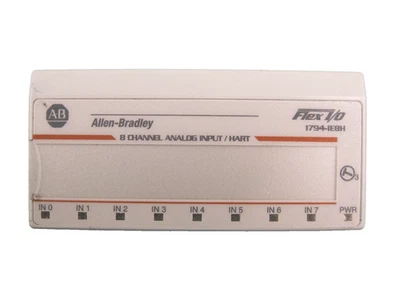 AB
Allen-Bradley
Flex I/O
1794-IE8H
8 CHANNEL ANALOG INPUT / HART
3
IN 0 IN 1 IN 2 IN 3 IN 4 IN 5 IN 6 IN 7 PWR